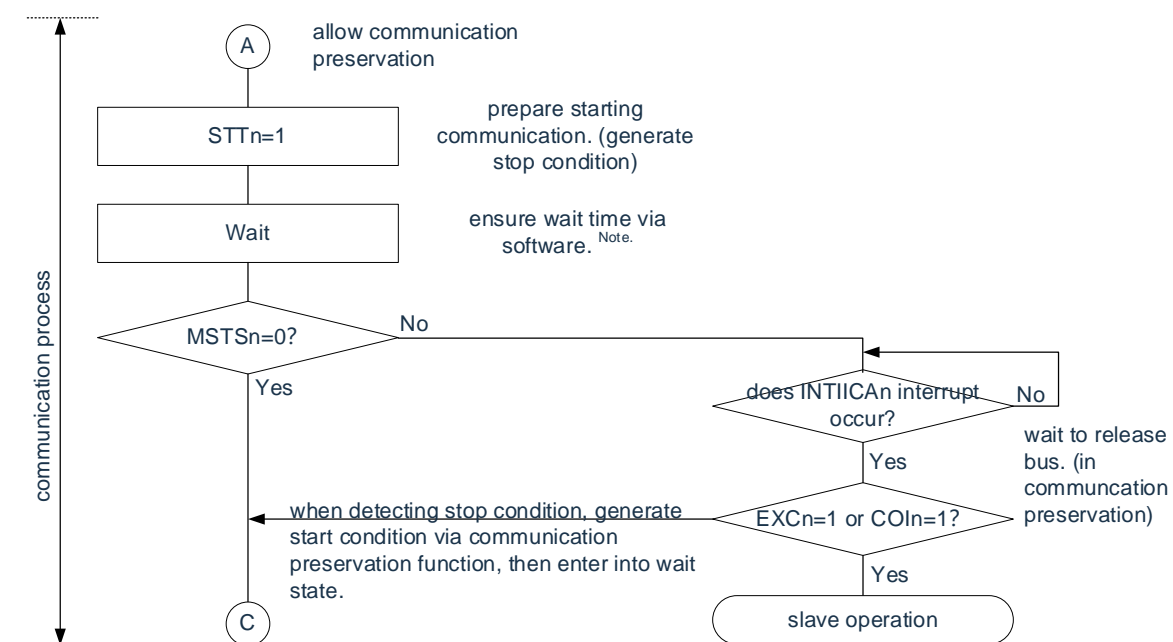 A
allow communication
preservation
STTn=1
prepare starting
communication. (generate
stop condition)
Wait
ensure wait time via
software. Note.
communication process
MSTSn=0?
No
Yes
does INTIICAn interrupt
occur?
No
Yes
wait to release
bus. (in
communcation
preservation)
EXCn=1 or COIn=1?
when detecting stop condition, generate
start condition via communication
preservation function, then enter into wait
state.
Yes
C
slave operation